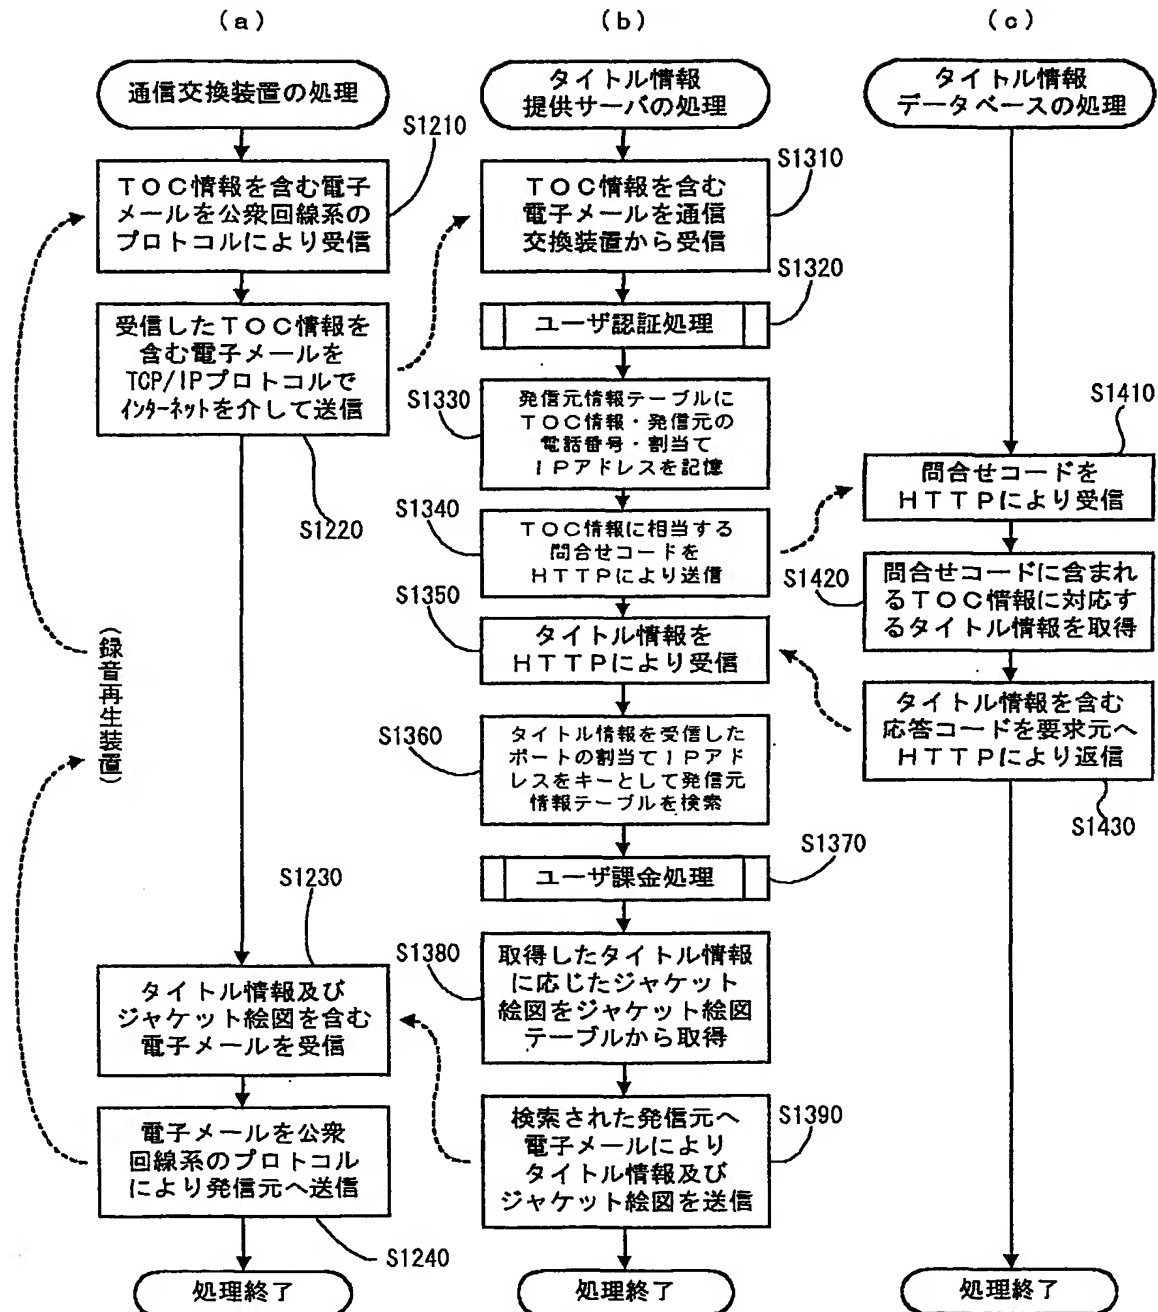 (a)
通信交換装置の処理
S1210
TOC情報を含む電子
メールを公衆回線系の
プロトコルにより受信
受信したTOC情報を
含む電子メールを
TCP/IPプロトコルで
インターネットを介して送信
S1220
(録音再生装置)
S1230
タイトル情報及び
ジャケット絵図を含む
電子メールを受信
電子メールを公衆
回線系のプロトコル
により発信元へ送信
S1240
処理終了
(b)
タイトル情報
提供サーバの処理
S1310
TOC情報を含む
電子メールを通信
交換装置から受信
S1320
ユーザ認証処理
S1330
発信元情報テーブルに
TOC情報・発信元の
電話番号・割当て
IPアドレスを記憶
S1340
TOC情報に相当する
問合せコードを
HTTPにより送信
S1350
タイトル情報を
HTTPにより受信
S1360
タイトル情報を受信した
ポートの割当てIPアド
レスをキーとして発信元
情報テーブルを検索
S1370
ユーザ課金処理
S1380
取得したタイトル情報
に応じたジャケット
絵図をジャケット絵図
テーブルから取得
S1390
検索された発信元へ
電子メールにより
タイトル情報及び
ジャケット絵図を送信
処理終了
(c)
タイトル情報
データベースの処理
S1410
問合せコードを
HTTPにより受信
S1420
問合せコードに含まれ
るTOC情報に対応す
るタイトル情報を取得
タイトル情報を含む
応答コードを要求元へ
HTTPにより返信
S1430
処理終了